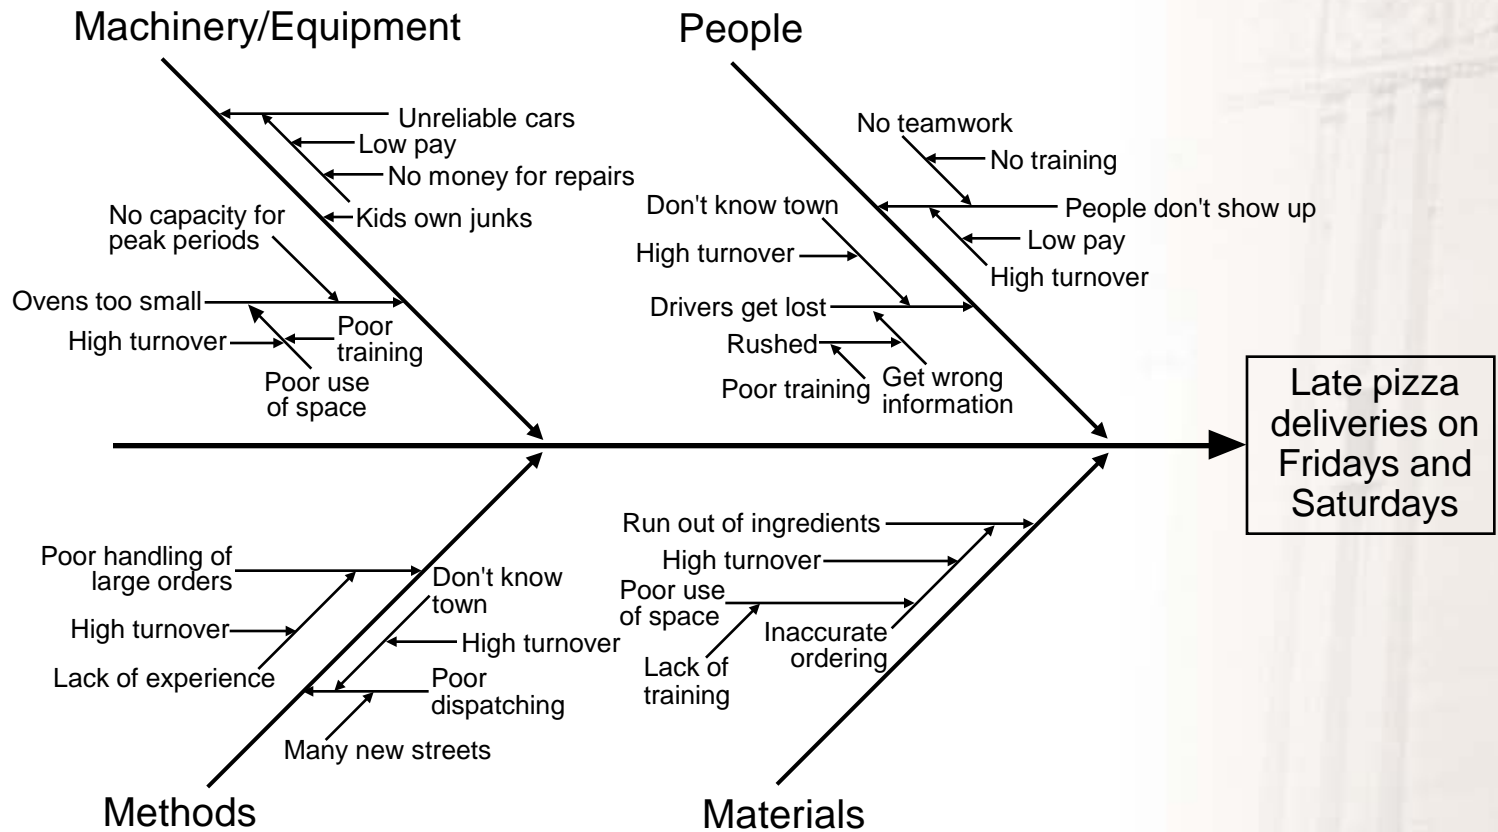 Machinery/Equipment
People
Unreliable cars
Low pay
No money for repairs
Kids own junks
No capacity for
peak periods
Ovens too small
High turnover
Poor
training
Poor use
of space
No teamwork
No training
People don't show up
Low pay
High turnover
Don't know town
High turnover
Drivers get lost
Rushed
Poor training
Get wrong
information
Late pizza
deliveries on
Fridays and
Saturdays
Poor handling of
large orders
High turnover
Lack of experience
Don't know
town
High turnover
Poor
dispatching
Many new streets
Run out of ingredients
High turnover
Poor use
of space
Inaccurate
ordering
Lack of
training
Methods
Materials